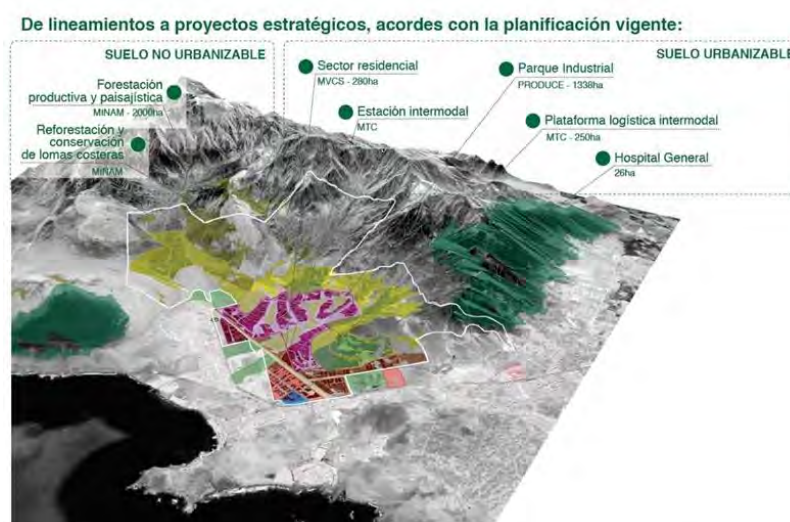 De lineamientos a proyectos estratégicos, acordes con la planificación vigente:
SUELO NO URBANIZABLE
Forestación
productiva y paisajística
MINAM - 2000ha
Reforestación y
conservación
de lomas costeras
MINAM
SUELO URBANIZABLE
Sector residencial
MVCS - 280ha
Estación intermodal
MTC
Parque Industrial
PRODUCE - 1338ha
Plataforma logística intermodal
MTC - 250ha
Hospital General
26ha